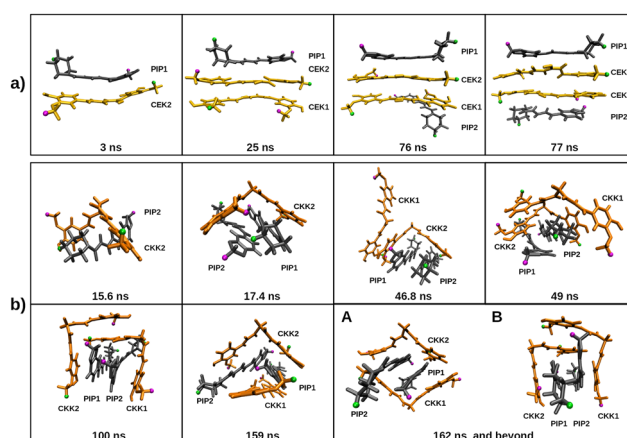 a)
PIP1
CEK2
3 ns
PIP1
CEK2
CEK1
25 ns
PIP1
CEK2
CEK1
PIP2
76 ns
PIP1
CEK
CEK
PIP2
77 ns
b)
PIP2
CKK2
15.6 ns
CKK2
PIP2 PIP1
17.4 ns
CKK1
CKK2
PIP1 PIP2
46.8 ns
CKK1
CKK2
PIP2
PIP1
49 ns
CKK2 PIP1 PIP2 CKK1
100 ns
CKK2
PIP1
PIP2
CKK1
159 ns
A
CKK2
PIP1
CKK1
PIP2
B
CKK2
CKK1
PIP1 PIP2
162 ns and beyond